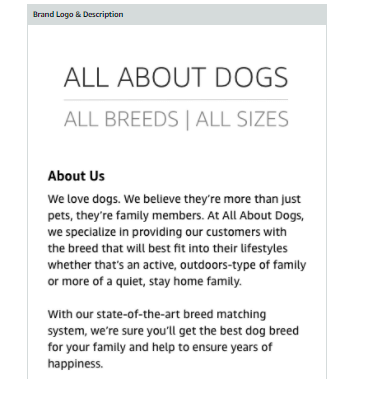 Brand Logo & Description
ALL ABOUT DOGS
ALL BREEDS | ALL SIZES
About Us
We love dogs. We believe they're more than just
pets, they're family members. At All About Dogs,
we specialize in providing our customers with
the breed that will best fit into their lifestyles
whether that's an active, outdoors-type of family
or more of a quiet, stay home family.
With our state-of-the-art breed matching
system, we're sure you'll get the best dog breed
for your family and help to ensure years of
happiness.